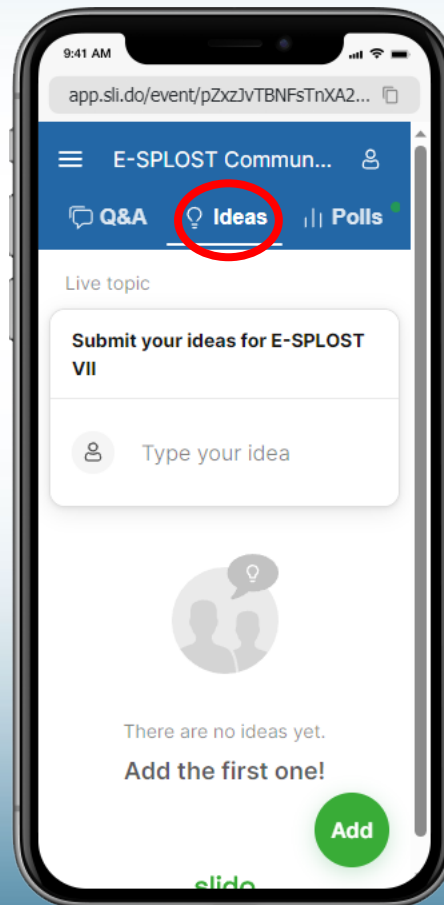 9:41 AM
app.sli.do/event/pZxzJvTBNFsTnXA2...
E-SPLOST Commun...
Q&A Ideas Polls
Live topic
Submit your ideas for E-SPLOST
VII
Type your idea
There are no ideas yet.
Add the first one!
Add
slido